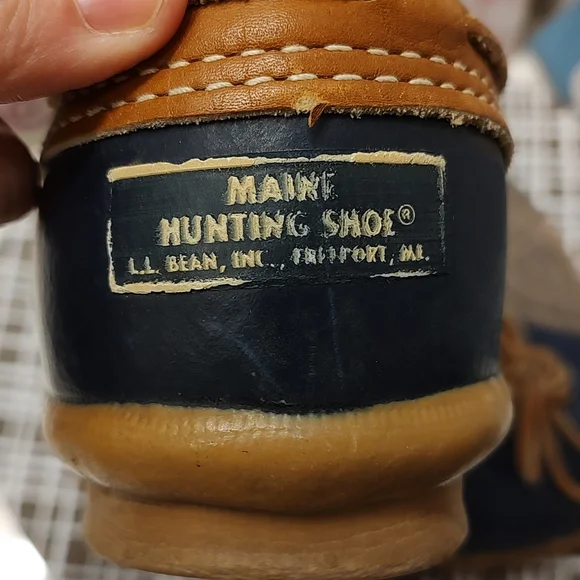 MAINE
HUNTING SHOE®
L.L. BEAN, INC., FREEPORT, ME.